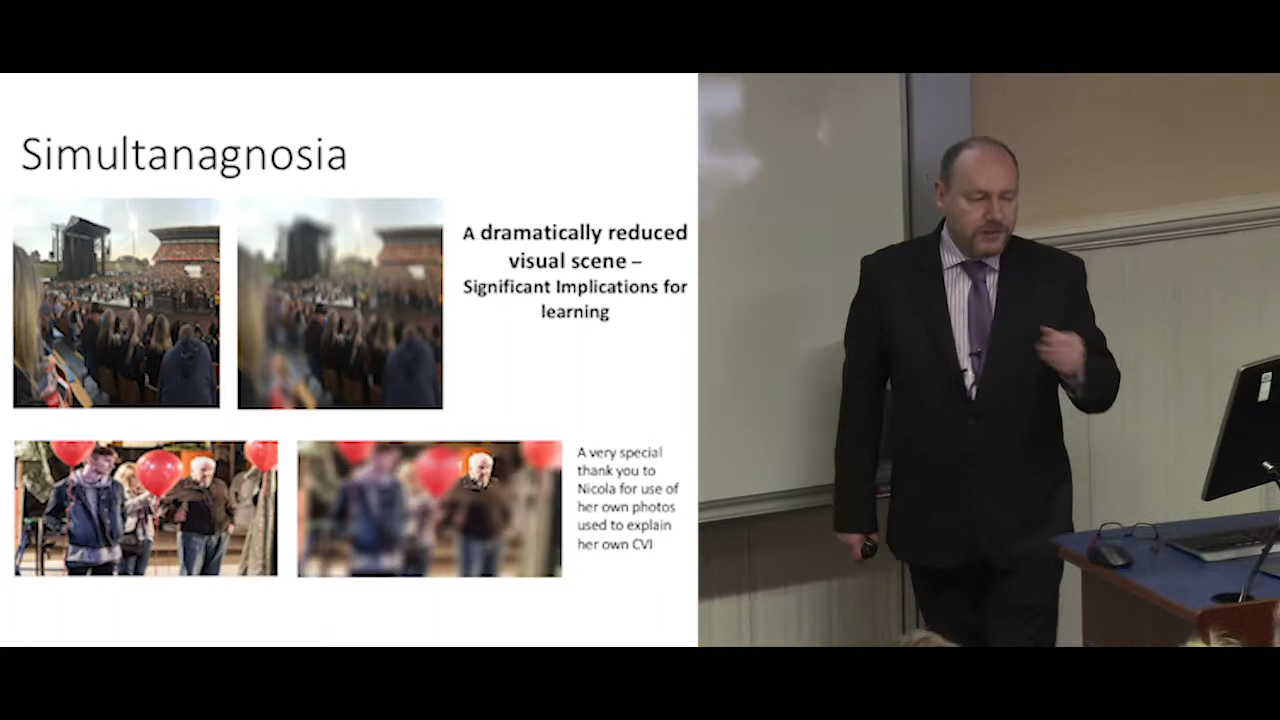 Simultanagnosia
A dramatically reduced
visual scene –
Significant Implications for
learning
A very special
thank you to
Nicola for use of
her own photos
used to explain
her own CVI